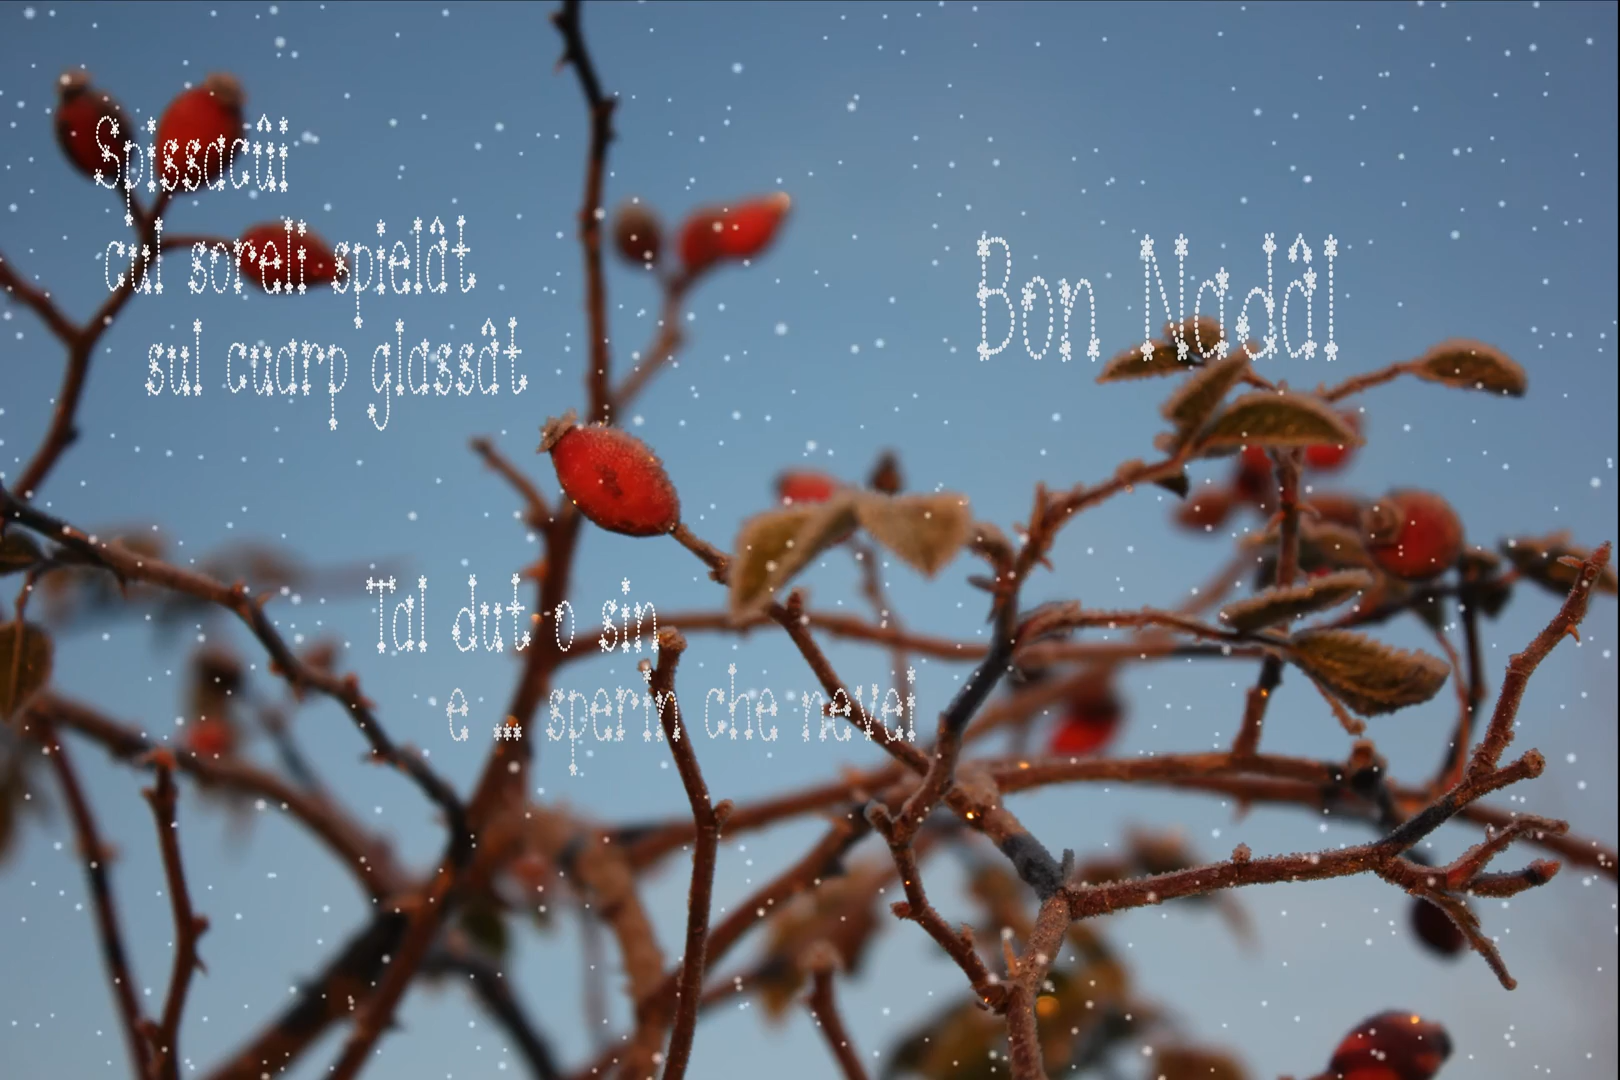 Spissacûi
cul soreli spielât
sul cuarp glassât
Bon Nadâl
Tal dut o sin
e ... sperin che nevei